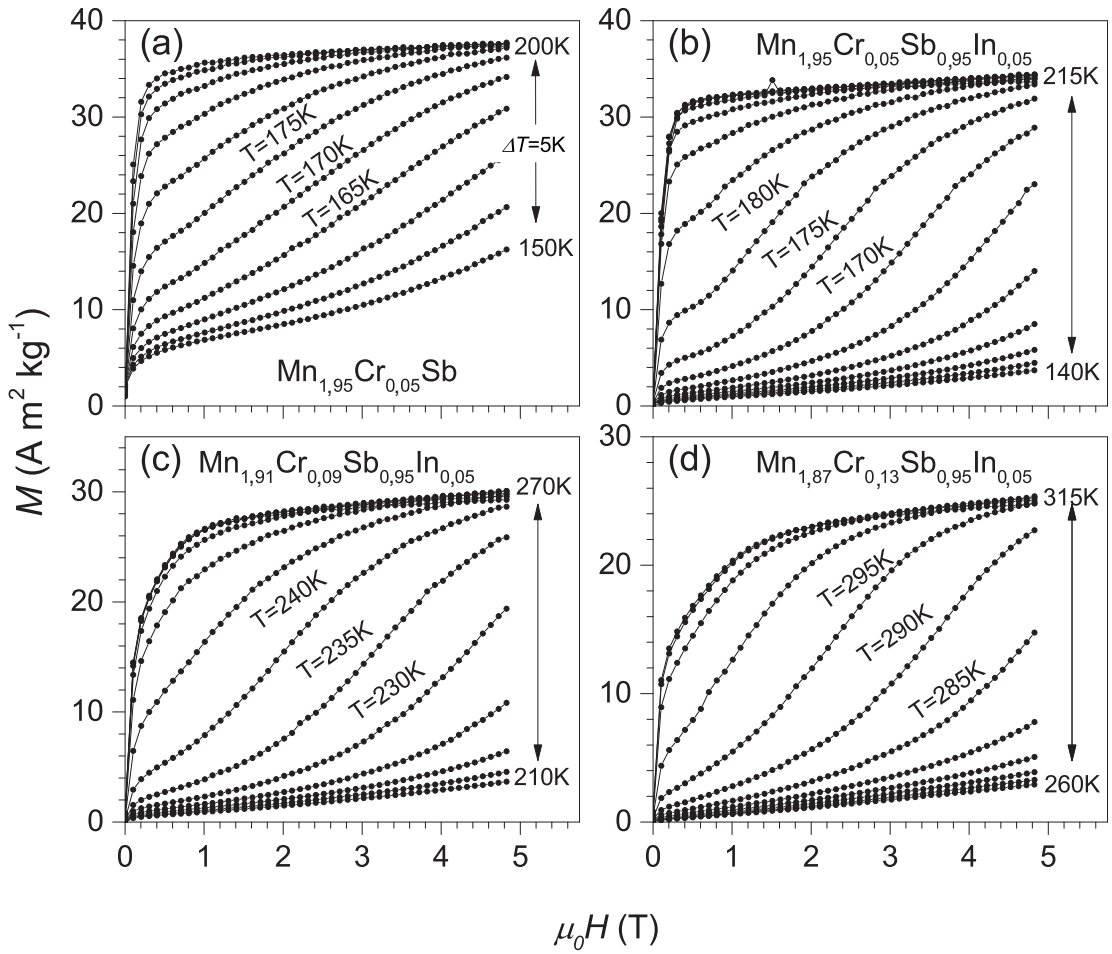 (a)
200K
T=175K
T=170K
T=165K
ΔT=5K
150K
Mn1,95Cr0,05Sb
40
30
20
10
0
(b)
Mn1,95Cr0,05Sb0,95In0,05
215K
T=180K
T=175K
T=170K
140K
40
30
20
10
0
M (A m² kg⁻¹)
(c)
Mn1,91Cr0,09Sb0,95In0,05
270K
T=240K
T=235K
T=230K
210K
30
20
10
0
0 1 2 3 4 5
(d)
Mn1,87Cr0,13Sb0,95In0,05
315K
T=295K
T=290K
T=285K
260K
30
20
10
0
0 1 2 3 4 5
μ0H (T)